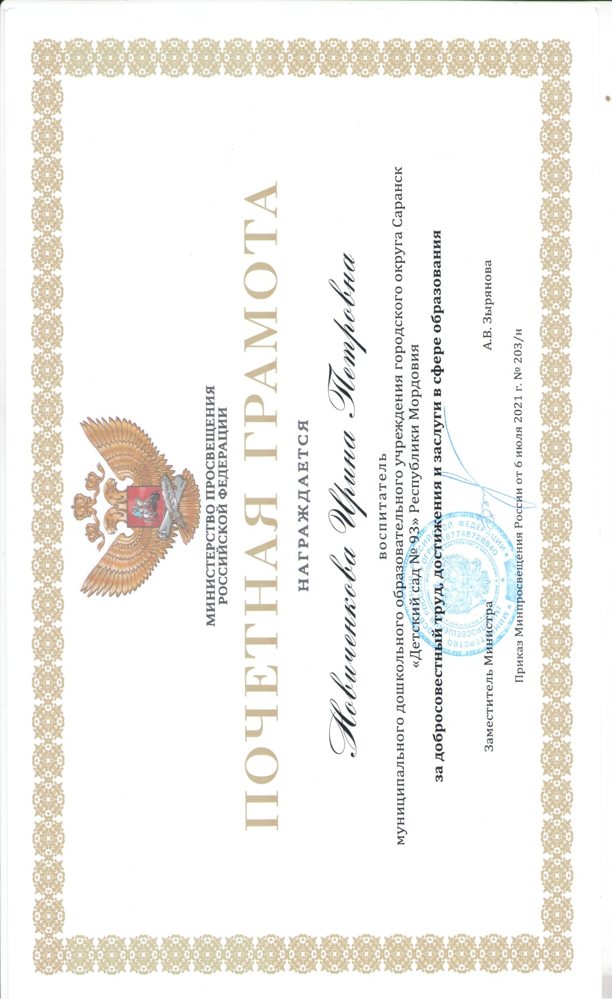 МИНИСТЕРСТВО ПРОСВЕЩЕНИЯ
РОССИЙСКОЙ ФЕДЕРАЦИИ
ПОЧЕТНАЯ ГРАМОТА
НАГРАЖДАЕТСЯ
Новиченкова Ирина Петровна
воспитатель
муниципального дошкольного образовательного учреждения городского округа Саранск
«Детский сад № 93» Республики Мордовия
за добросовестный труд, достижения и заслуги в сфере образования
Заместитель Министра А.В. Зырянова
Приказ Минпросвещения России от 6 июля 2021 г. № 203/н